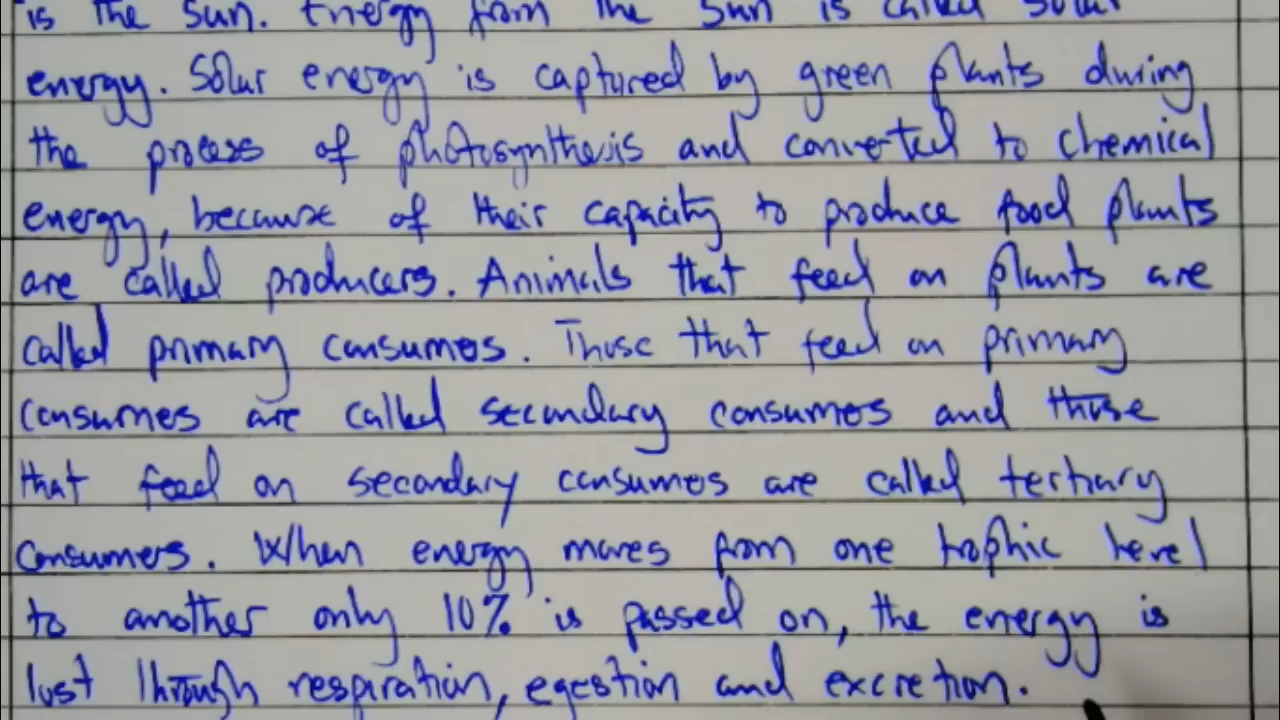 is the sun. Energy from the sun is called solar
energy. Solar energy is captured by green plants during
the process of photosynthesis and converted to chemical
energy, because of their capacity to produce food plants
are called producers. Animals that feed on plants are
called primary consumers. Those that feed on primary
consumers are called secondary consumers and those
that feed on secondary consumers are called tertiary
consumers. When energy moves from one trophic level
to another only 10% is passed on, the energy is
lost through respiration, egestion and excretion.